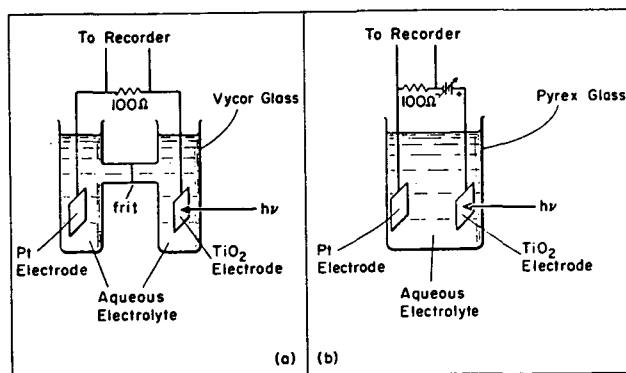 To Recorder
100Ω
Vycor Glass
frit
hν
Pt
Electrode
TiO2
Electrode
Aqueous
Electrolyte
(a)
To Recorder
100Ω
+
Pyrex Glass
hν
Pt
Electrode
TiO2
Electrode
Aqueous
Electrolyte
(b)